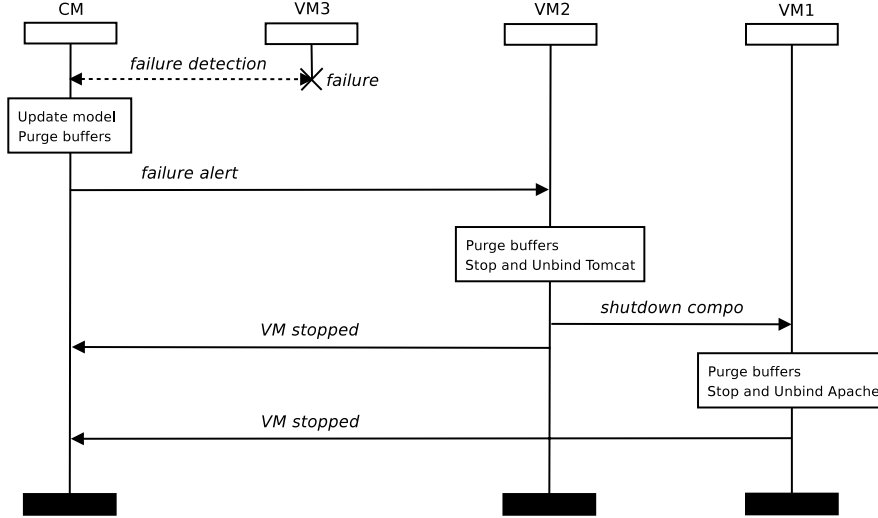 CM
VM3
VM2
VM1
failure detection
failure
Update model
Purge buffers
failure alert
Purge buffers
Stop and Unbind Tomcat
shutdown compo
VM stopped
Purge buffers
Stop and Unbind Apache
VM stopped